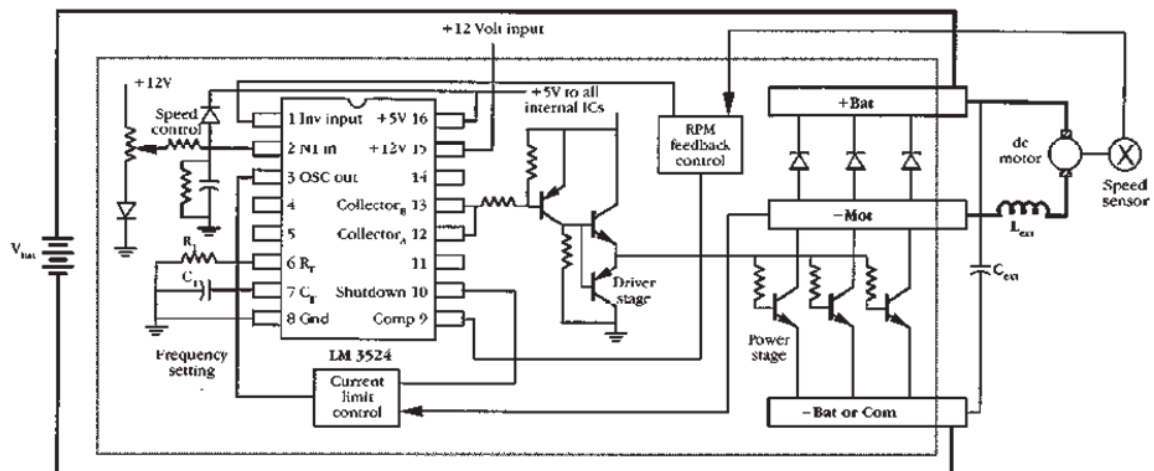 +12 Volt input
+12V
Speed
control
+5V to all
internal ICs
1 Inv input
+5V 16
2 N1 in
+12V 15
3 OSC out
14
4
Collector_B 13
5
Collector_A 12
6 R_T
11
7 C_T
Shutdown 10
8 Gnd
Comp 9
LM 3524
R_T
C_T
Frequency
setting
Current
limit
control
Driver
stage
RPM
feedback
control
+Bat
-Mot
Power
stage
-Bat or Com
dc
motor
Speed
sensor
L_ext
C_ext
V_bat